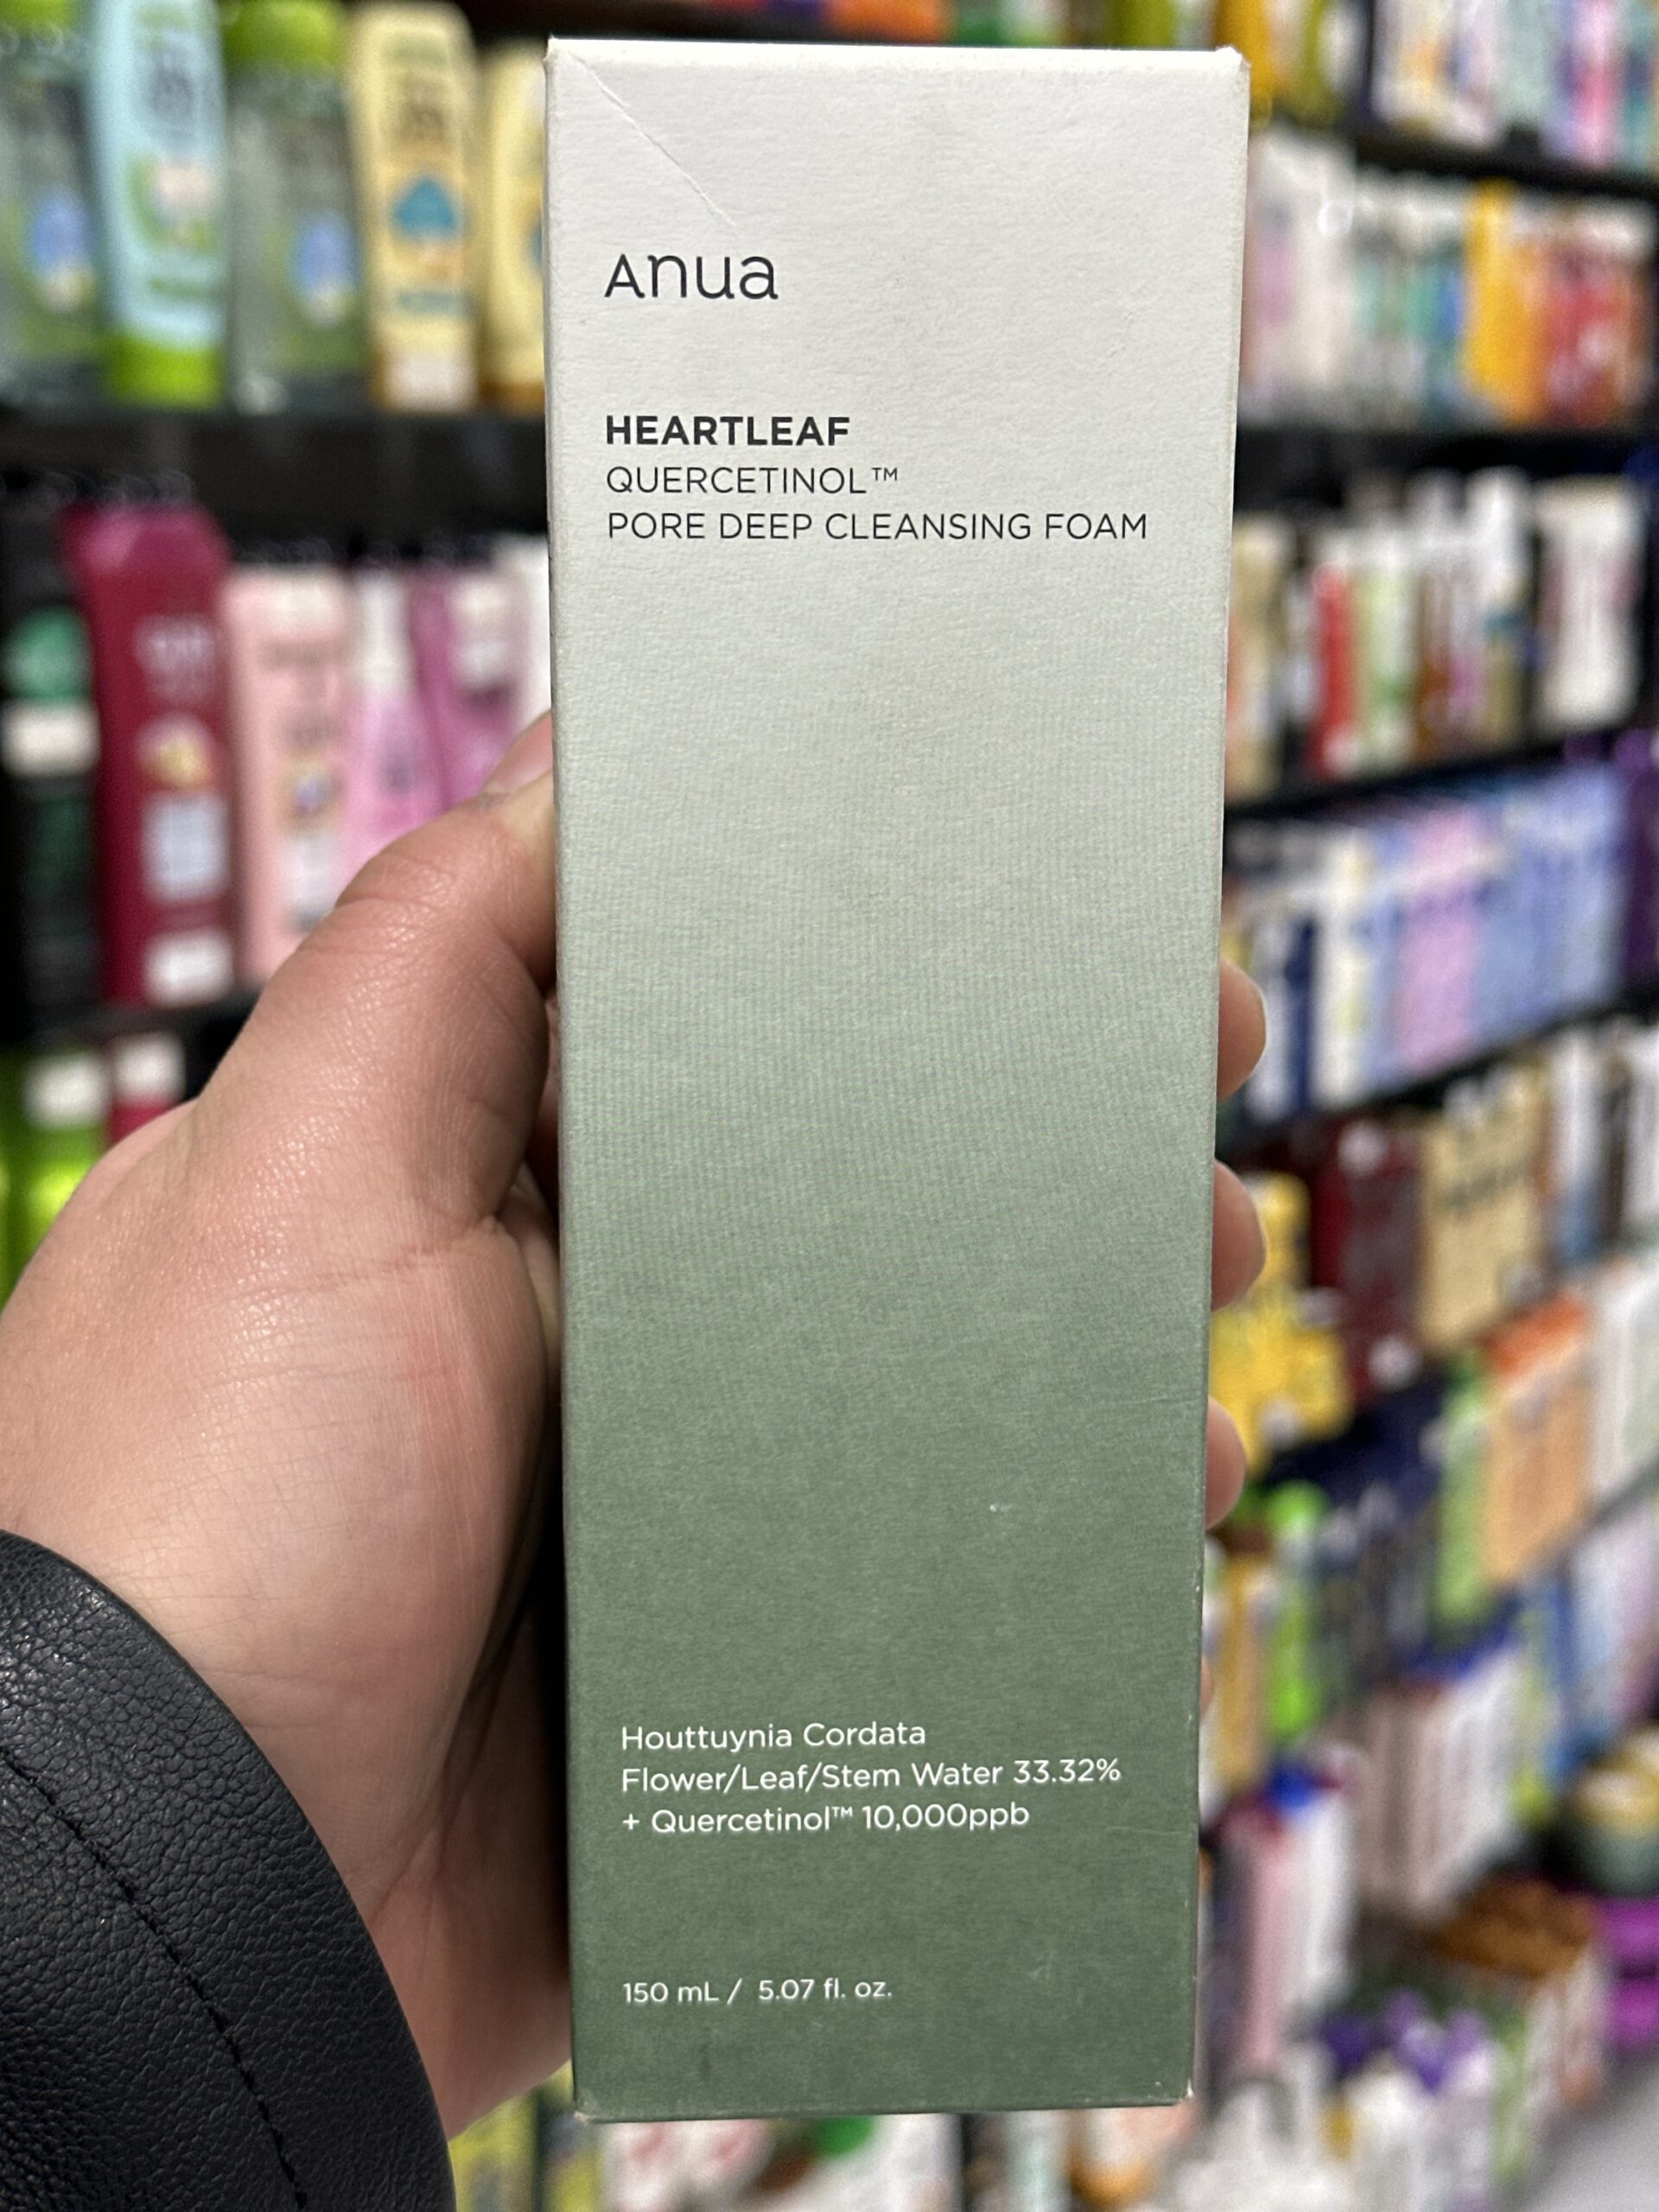 Anua
HEARTLEAF
QUERCETINOL™
PORE DEEP CLEANSING FOAM
Houttuynia Cordata
Flower/Leaf/Stem Water 33.32%
+ Quercetinol™ 10,000ppb
150 mL / 5.07 fl. oz.